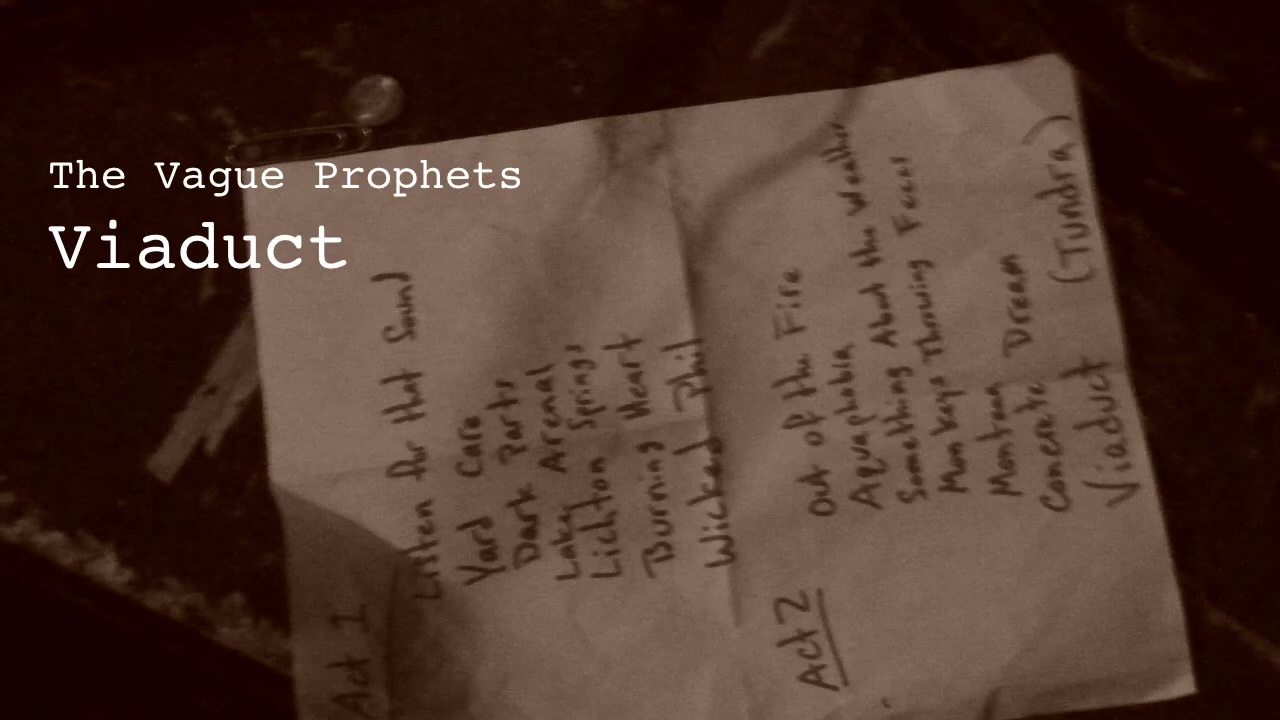 The Vague Prophets
Viaduct
Act 1
Listen for that Sound
Yard Care
Dark Parts
Lake Arenal
Lichton Springs
Burning Heart
Wicked Phil
Act 2
Out of the Fire
Aquaphobia
Something About the Weather
Monkeys Throwing Feces
Montana Dream
Concrete
Viaduct (Tundra)